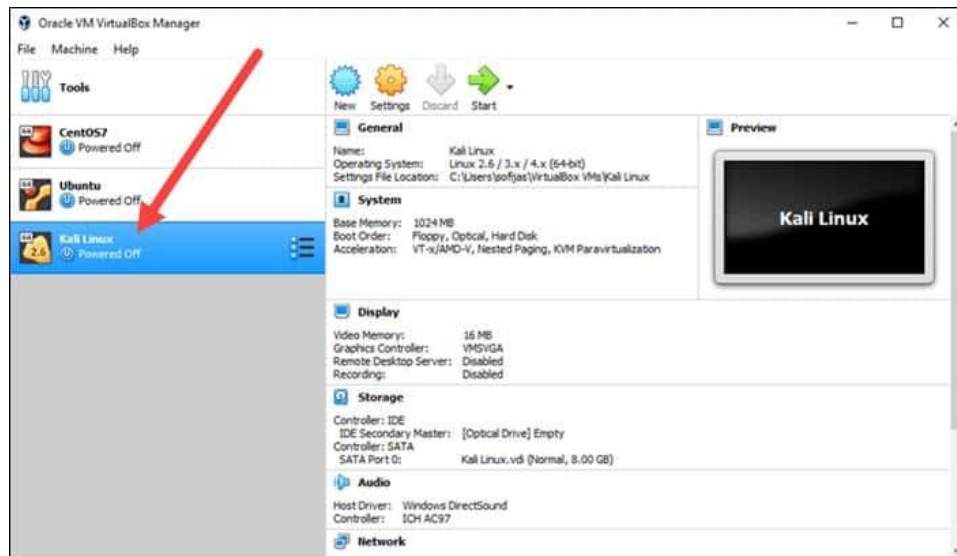 Oracle VM VirtualBox Manager
File Machine Help
Tools
New Settings Discard Start
64
CentOS7
Powered Off
64
Ubuntu
Powered Off
64
2.6
Kali Linux
Powered Off
General
Name: Kali Linux
Operating System: Linux 2.6 / 3.x / 4.x (64-bit)
Settings File Location: C:\Users\sofijas\VirtualBox VMs\Kali Linux
Preview
Kali Linux
System
Base Memory: 1024 MB
Boot Order: Floppy, Optical, Hard Disk
Acceleration: VT-x/AMD-V, Nested Paging, KVM Paravirtualization
Display
Video Memory: 16 MB
Graphics Controller: VMSVGA
Remote Desktop Server: Disabled
Recording: Disabled
Storage
Controller: IDE
IDE Secondary Master: [Optical Drive] Empty
Controller: SATA
SATA Port 0: Kali Linux.vdi (Normal, 8.00 GB)
Audio
Host Driver: Windows DirectSound
Controller: ICH AC97
Network